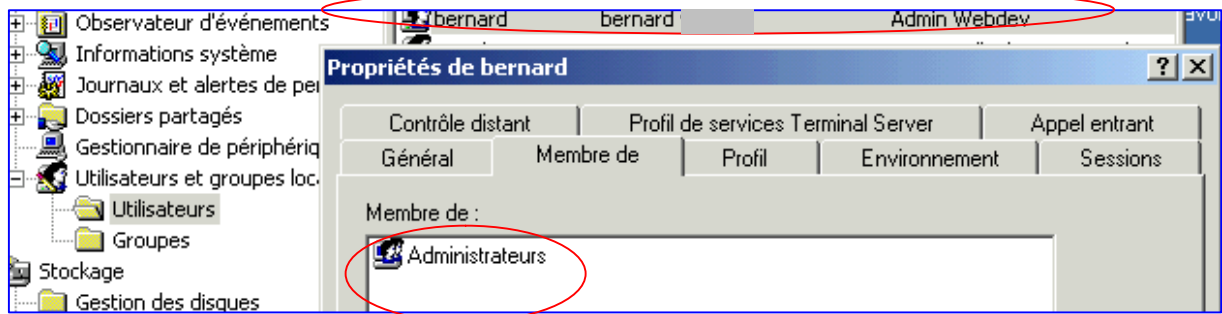 Observateur d'événements
Informations système
Journaux et alertes de per
Dossiers partagés
Gestionnaire de périphériq
Utilisateurs et groupes loc
Utilisateurs
Groupes
Stockage
Gestion des disques
bernard bernard Admin Webdev
Propriétés de bernard
Contrôle distant Profil de services Terminal Server Appel entrant
Général Membre de Profil Environnement Sessions
Membre de :
Administrateurs